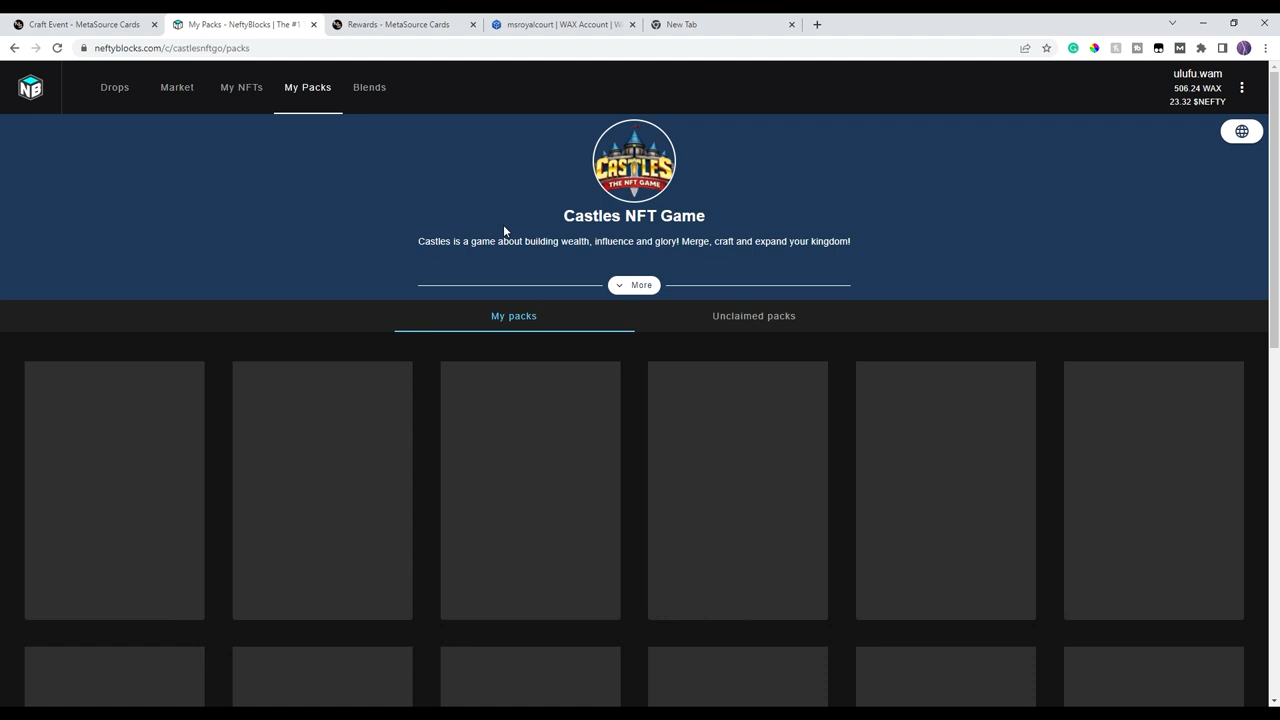 Craft Event - MetaSource Cards
My Packs - NeftyBlocks | The #1
Rewards - MetaSource Cards
msroyalcourt | WAX Account | W
New Tab
neftyblocks.com/c/castlesnftgo/packs
NB
Drops
Market
My NFTs
My Packs
Blends
ulufu.wam
506.24 WAX
23.32 $NEFTY
CASTLES
THE NFT GAME
Castles NFT Game
Castles is a game about building wealth, influence and glory! Merge, craft and expand your kingdom!
More
My packs
Unclaimed packs